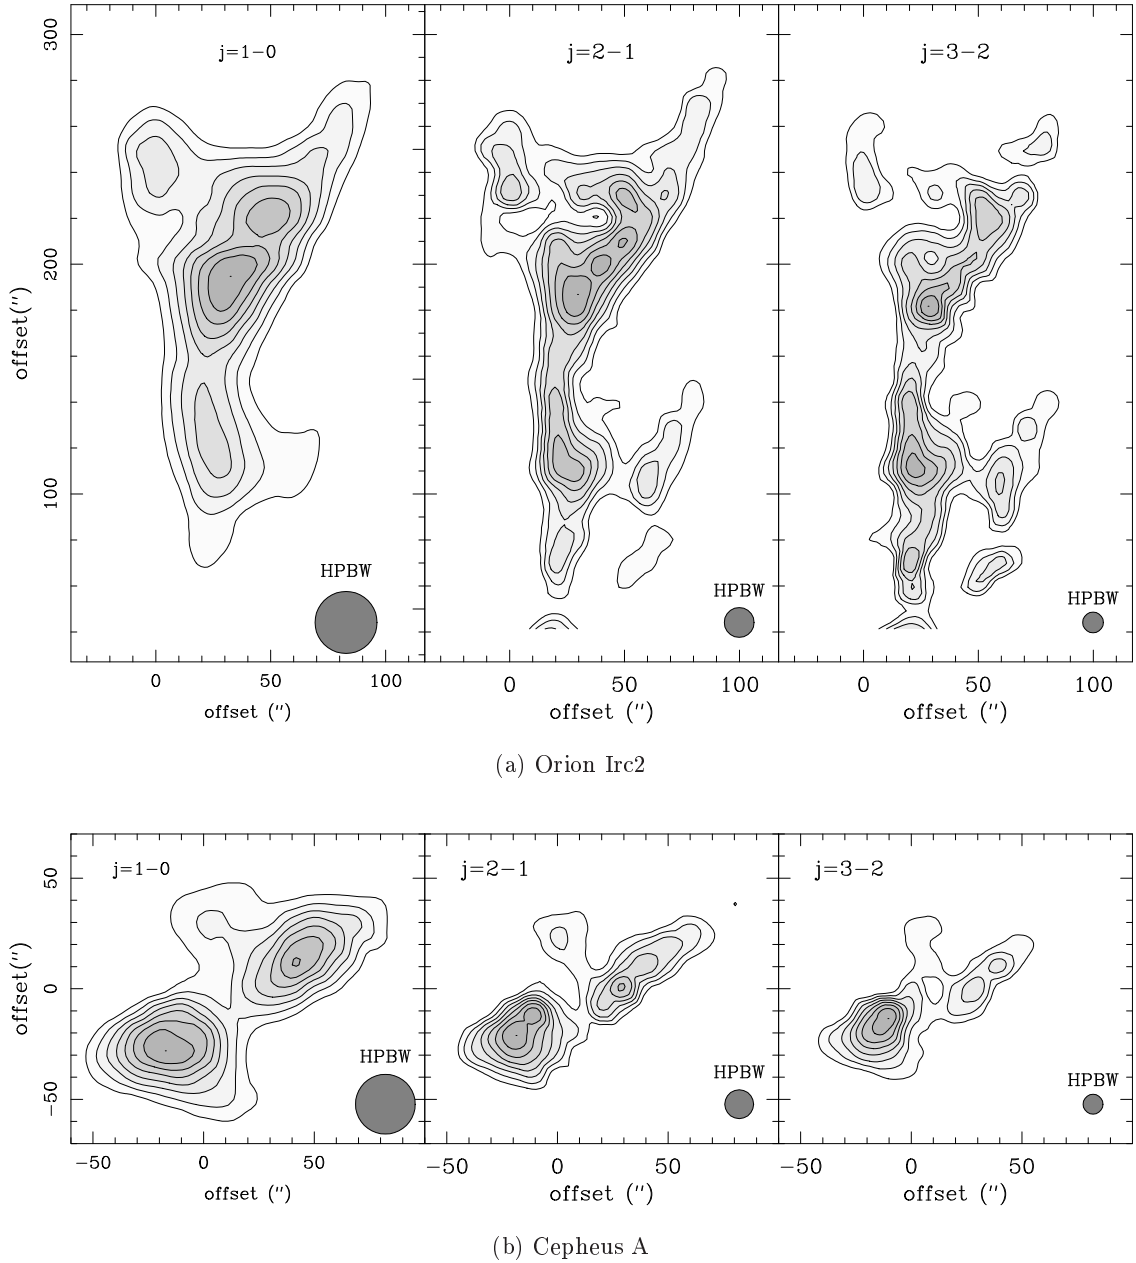 300
200
100
offset(″)
j=1-0
j=2-1
j=3-2
HPBW
HPBW
HPBW
0 50 100
0 50 100
0 50 100
offset (″)
offset (″)
offset (″)
(a) Orion Irc2
50
0
−50
offset(″)
j=1-0
j=2-1
j=3-2
HPBW
HPBW
HPBW
−50 0 50
−50 0 50
−50 0 50
offset (″)
offset (″)
offset (″)
(b) Cepheus A